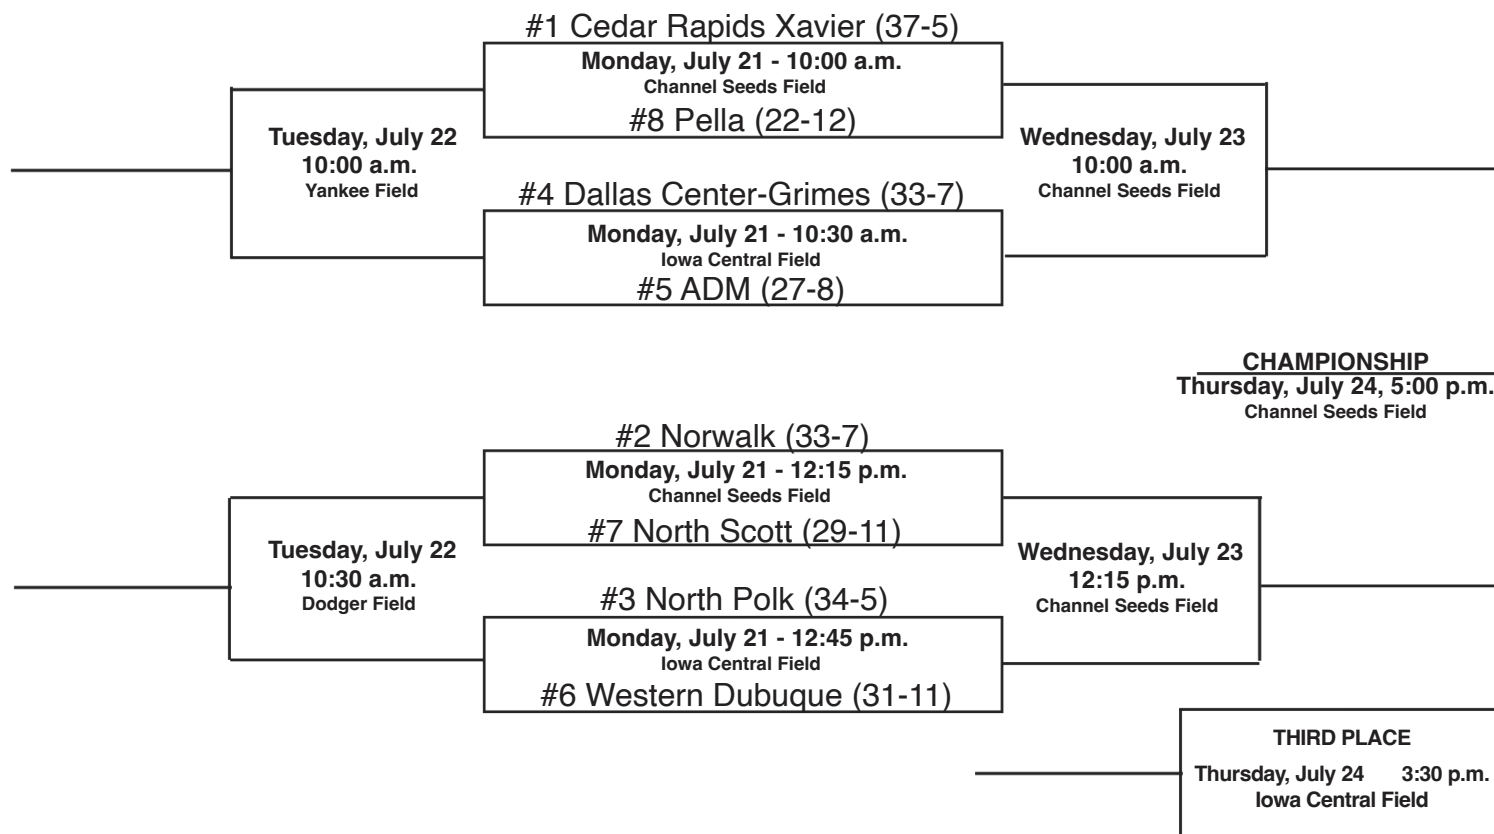 #1 Cedar Rapids Xavier (37-5)
Monday, July 21 - 10:00 a.m.
Channel Seeds Field
#8 Pella (22-12)
Tuesday, July 22
10:00 a.m.
Yankee Field
Wednesday, July 23
10:00 a.m.
Channel Seeds Field
#4 Dallas Center-Grimes (33-7)
Monday, July 21 - 10:30 a.m.
Iowa Central Field
#5 ADM (27-8)
CHAMPIONSHIP
Thursday, July 24, 5:00 p.m.
Channel Seeds Field
#2 Norwalk (33-7)
Monday, July 21 - 12:15 p.m.
Channel Seeds Field
#7 North Scott (29-11)
Tuesday, July 22
10:30 a.m.
Dodger Field
Wednesday, July 23
12:15 p.m.
Channel Seeds Field
#3 North Polk (34-5)
Monday, July 21 - 12:45 p.m.
Iowa Central Field
#6 Western Dubuque (31-11)
THIRD PLACE
Thursday, July 24 3:30 p.m.
Iowa Central Field